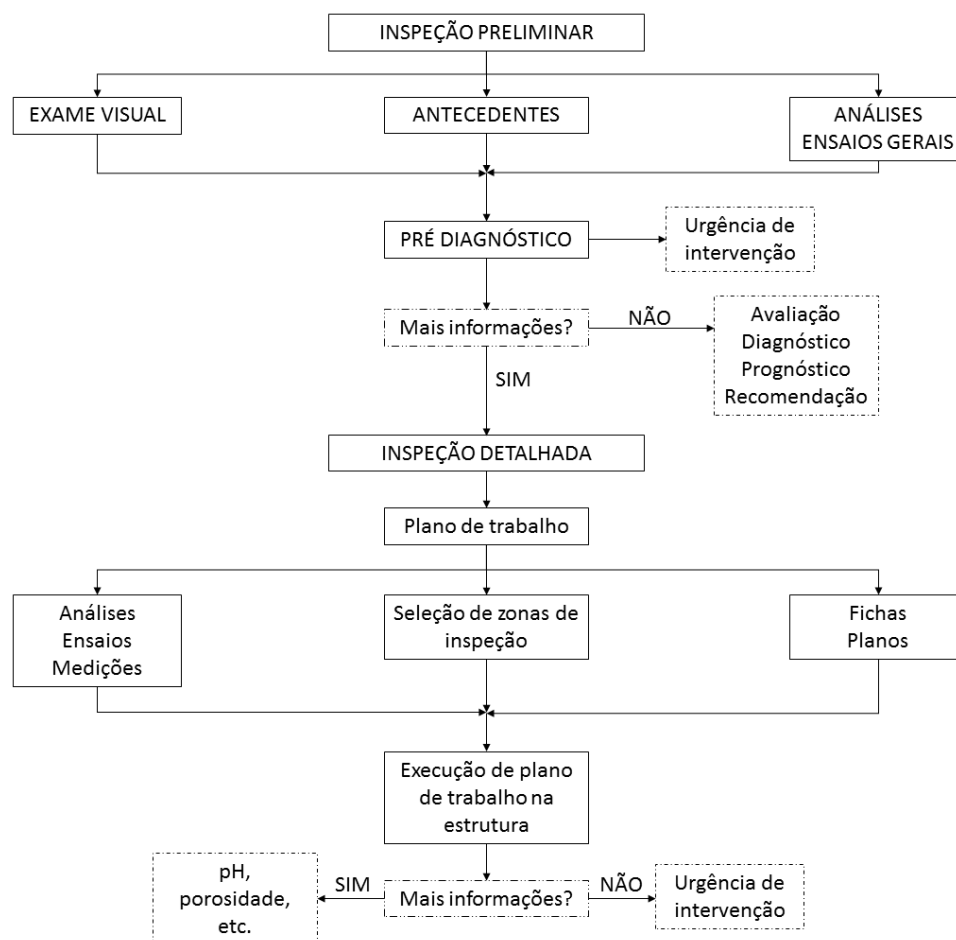 INSPEÇÃO PRELIMINAR
EXAME VISUAL
ANTECEDENTES
ANÁLISES
ENSAIOS GERAIS
PRÉ DIAGNÓSTICO
Urgência de
intervenção
Mais informações?
NÃO
Avaliação
Diagnóstico
Prognóstico
Recomendação
SIM
INSPEÇÃO DETALHADA
Plano de trabalho
Análises
Ensaios
Medições
Seleção de zonas de
inspeção
Fichas
Planos
Execução de plano
de trabalho na
estrutura
pH,
porosidade,
etc.
SIM
Mais informações?
NÃO
Urgência de
intervenção